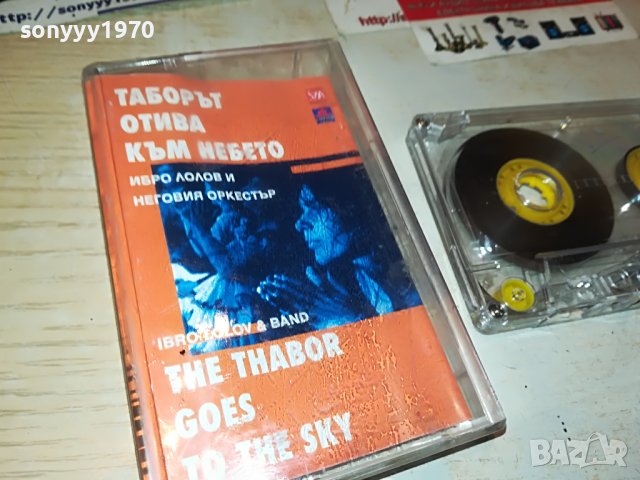 sonyyy1970
http://sonyyy
http://
ТАБОРЪТ
ОТИВА
КЪМ НЕБЕТО
ИБРО ЛОЛОВ И
НЕГОВИЯ ОРКЕСТЪР
IBRO LOLOV & BAND
THE THABOR
GOES
TO THE SKY
BAZAR